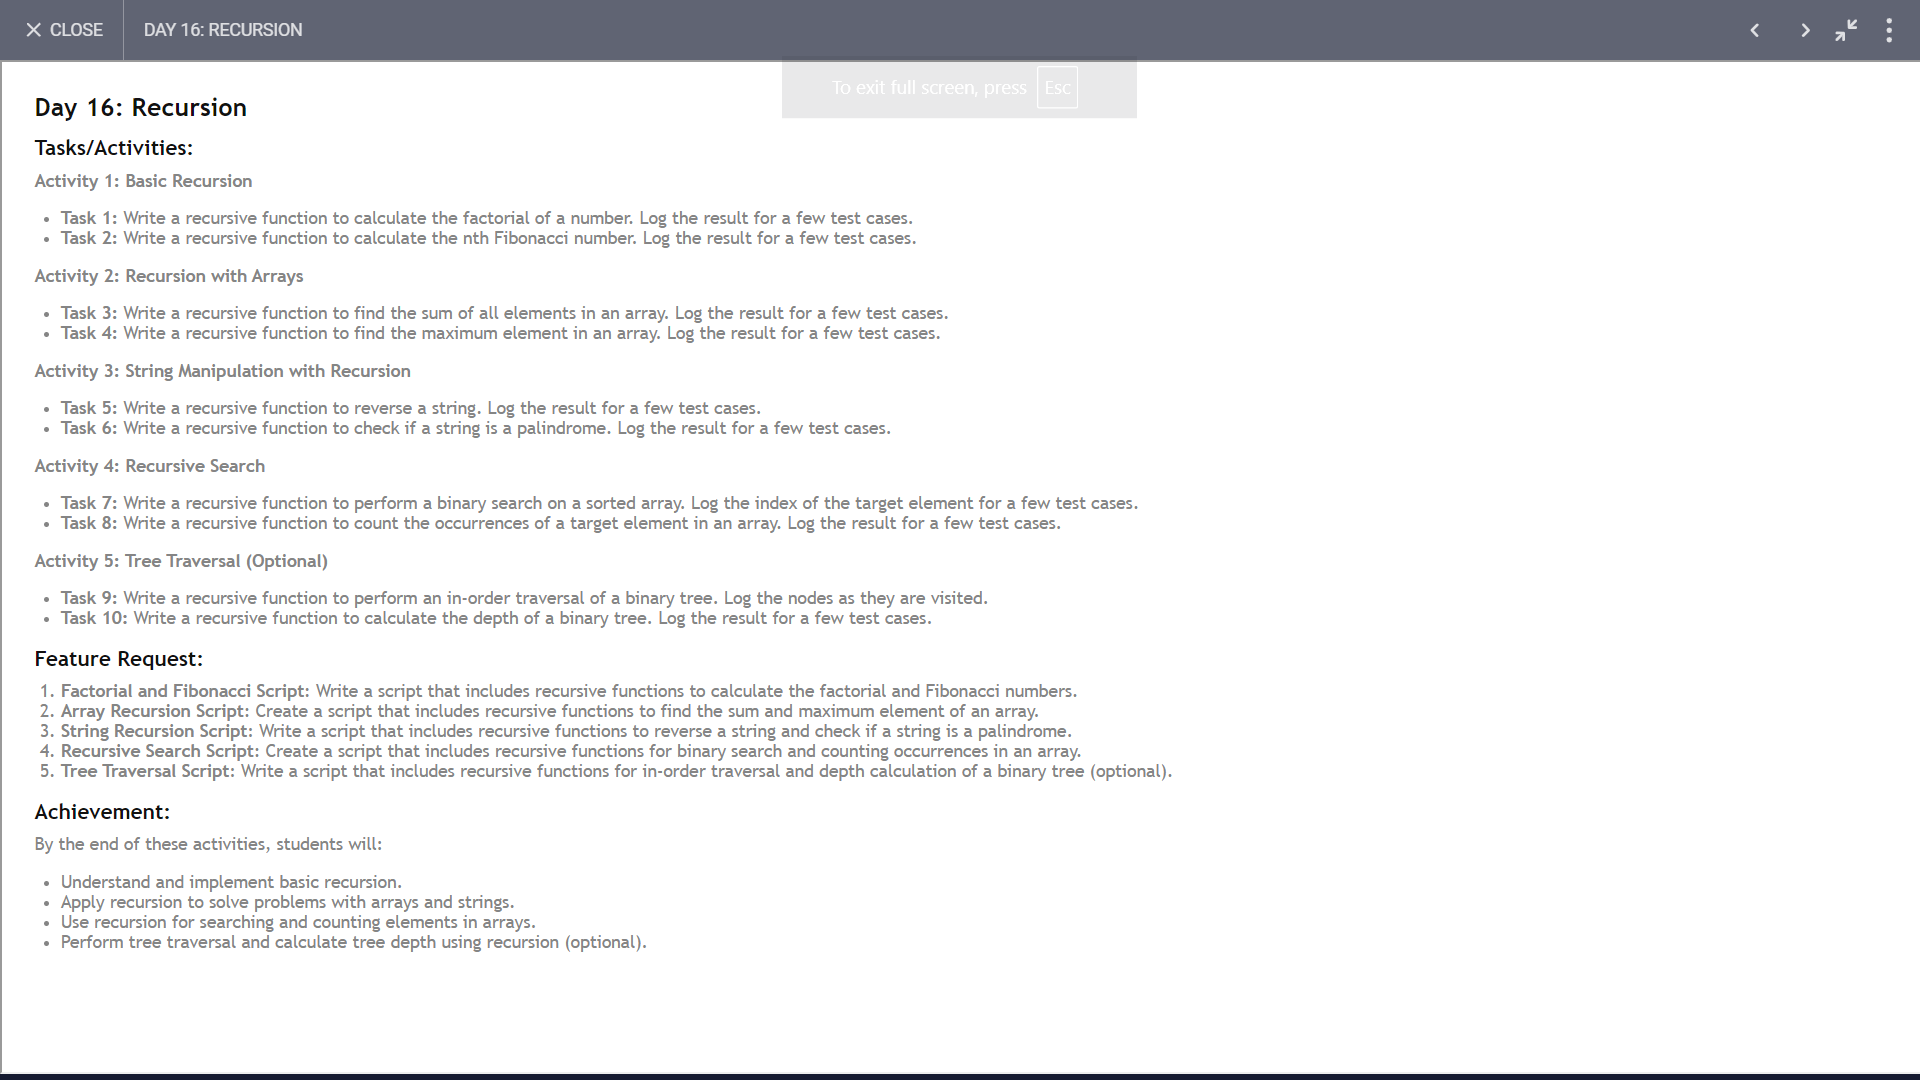 CLOSE
DAY 16: RECURSION
To exit full screen, press Esc
Day 16: Recursion
Tasks/Activities:
Activity 1: Basic Recursion
• Task 1: Write a recursive function to calculate the factorial of a number. Log the result for a few test cases.
• Task 2: Write a recursive function to calculate the nth Fibonacci number. Log the result for a few test cases.
Activity 2: Recursion with Arrays
• Task 3: Write a recursive function to find the sum of all elements in an array. Log the result for a few test cases.
• Task 4: Write a recursive function to find the maximum element in an array. Log the result for a few test cases.
Activity 3: String Manipulation with Recursion
• Task 5: Write a recursive function to reverse a string. Log the result for a few test cases.
• Task 6: Write a recursive function to check if a string is a palindrome. Log the result for a few test cases.
Activity 4: Recursive Search
• Task 7: Write a recursive function to perform a binary search on a sorted array. Log the index of the target element for a few test cases.
• Task 8: Write a recursive function to count the occurrences of a target element in an array. Log the result for a few test cases.
Activity 5: Tree Traversal (Optional)
• Task 9: Write a recursive function to perform an in-order traversal of a binary tree. Log the nodes as they are visited.
• Task 10: Write a recursive function to calculate the depth of a binary tree. Log the result for a few test cases.
Feature Request:
1. Factorial and Fibonacci Script: Write a script that includes recursive functions to calculate the factorial and Fibonacci numbers.
2. Array Recursion Script: Create a script that includes recursive functions to find the sum and maximum element of an array.
3. String Recursion Script: Write a script that includes recursive functions to reverse a string and check if a string is a palindrome.
4. Recursive Search Script: Create a script that includes recursive functions for binary search and counting occurrences in an array.
5. Tree Traversal Script: Write a script that includes recursive functions for in-order traversal and depth calculation of a binary tree (optional).
Achievement:
By the end of these activities, students will:
• Understand and implement basic recursion.
• Apply recursion to solve problems with arrays and strings.
• Use recursion for searching and counting elements in arrays.
• Perform tree traversal and calculate tree depth using recursion (optional).